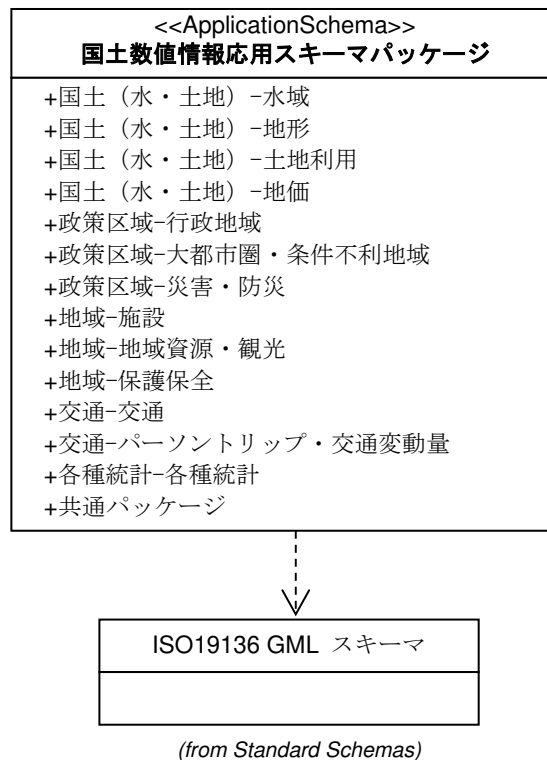 <<ApplicationSchema>>
国土数値情報応用スキーマパッケージ
+国土（水・土地）-水域
+国土（水・土地）-地形
+国土（水・土地）-土地利用
+国土（水・土地）-地価
+政策区域-行政地域
+政策区域-大都市圏・条件不利地域
+政策区域-災害・防災
+地域-施設
+地域-地域資源・観光
+地域-保護保全
+交通-交通
+交通-パーソントリップ・交通変動量
+各種統計-各種統計
+共通パッケージ
ISO19136 GML スキーマ
(from Standard Schemas)